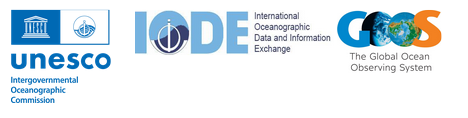 unesco
Intergovernmental
Oceanographic
Commission
IODE
International
Oceanographic
Data and Information
Exchange
GOOS
The Global Ocean
Observing System